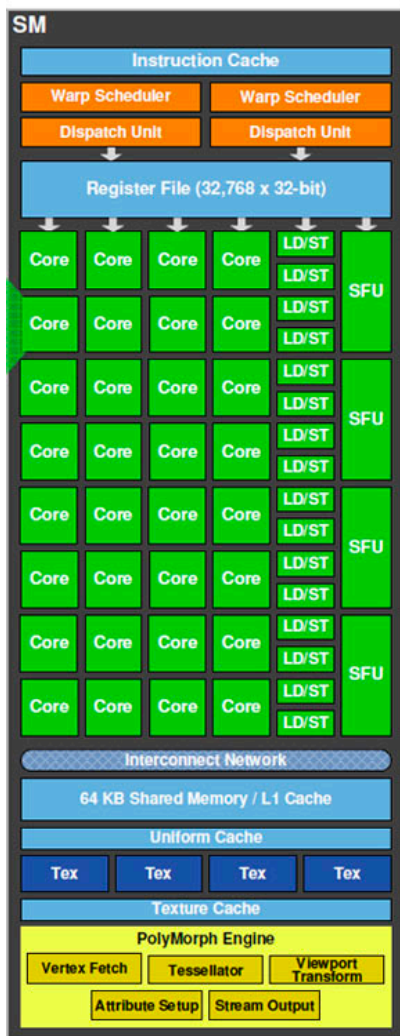 SM
Instruction Cache
Warp Scheduler Warp Scheduler
Dispatch Unit Dispatch Unit
Register File (32,768 x 32-bit)
Core Core Core Core LD/ST LD/ST SFU
Core Core Core Core LD/ST LD/ST
Core Core Core Core LD/ST LD/ST SFU
Core Core Core Core LD/ST LD/ST
Core Core Core Core LD/ST LD/ST SFU
Core Core Core Core LD/ST LD/ST
Core Core Core Core LD/ST LD/ST SFU
Core Core Core Core LD/ST LD/ST
Interconnect Network
64 KB Shared Memory / L1 Cache
Uniform Cache
Tex Tex Tex Tex
Texture Cache
PolyMorph Engine
Vertex Fetch Tessellator Viewport Transform
Attribute Setup Stream Output